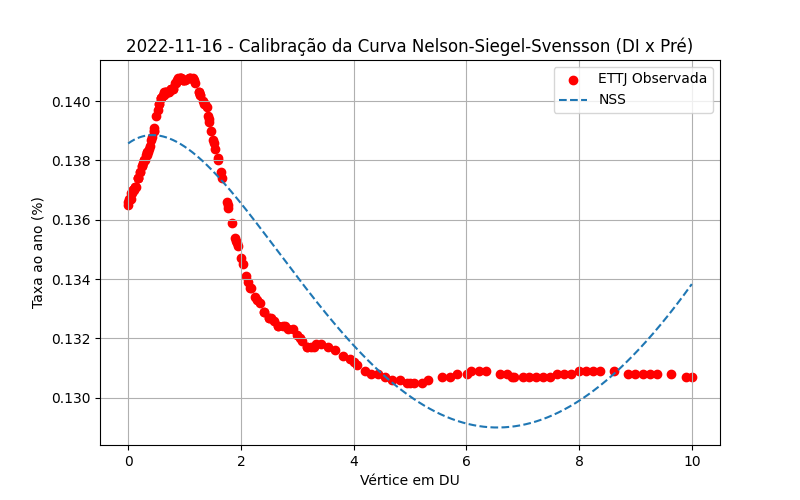 2022-11-16 - Calibração da Curva Nelson-Siegel-Svensson (DI x Pré)
ETTJ Observada
NSS
Taxa ao ano (%)
0.140
0.138
0.136
0.134
0.132
0.130
0 2 4 6 8 10
Vértice em DU